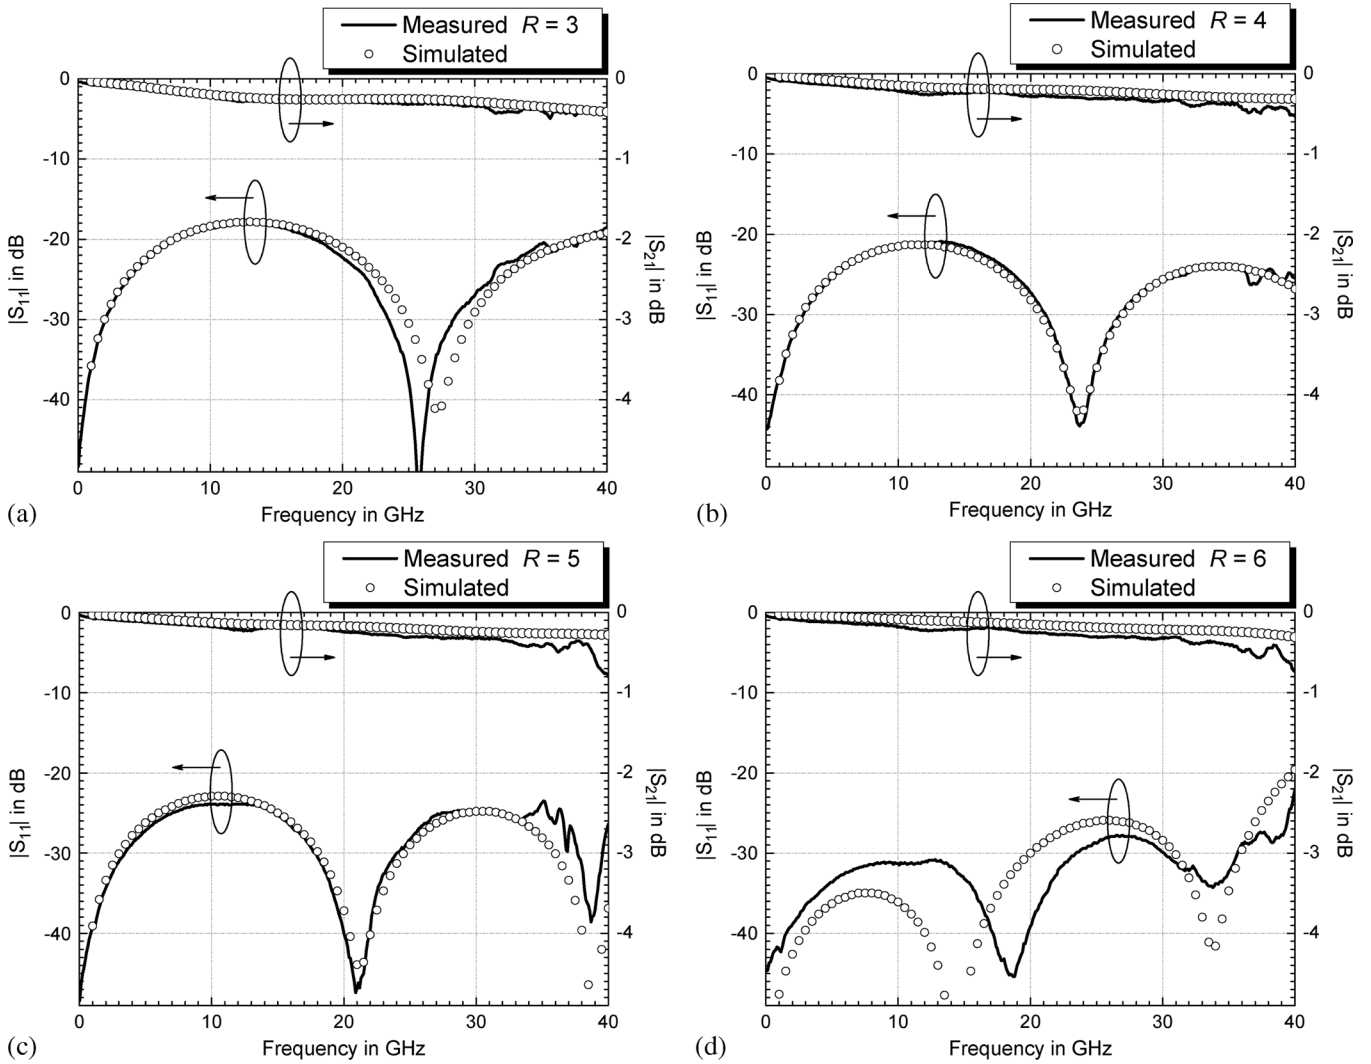 Measured R = 3
Simulated
0
-10
-20
-30
-40
|S11| in dB
0
-1
-2
-3
-4
|S21| in dB
0 10 20 30 40
Frequency in GHz
(a)
Measured R = 4
Simulated
0
-10
-20
-30
-40
|S11| in dB
0
-1
-2
-3
-4
|S21| in dB
0 10 20 30 40
Frequency in GHz
(b)
Measured R = 5
Simulated
0
-10
-20
-30
-40
|S11| in dB
0
-1
-2
-3
-4
|S21| in dB
0 10 20 30 40
Frequency in GHz
(c)
Measured R = 6
Simulated
0
-10
-20
-30
-40
|S11| in dB
0
-1
-2
-3
-4
|S21| in dB
0 10 20 30 40
Frequency in GHz
(d)